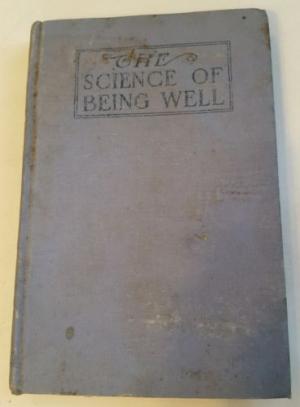 THE
SCIENCE OF
BEING WELL